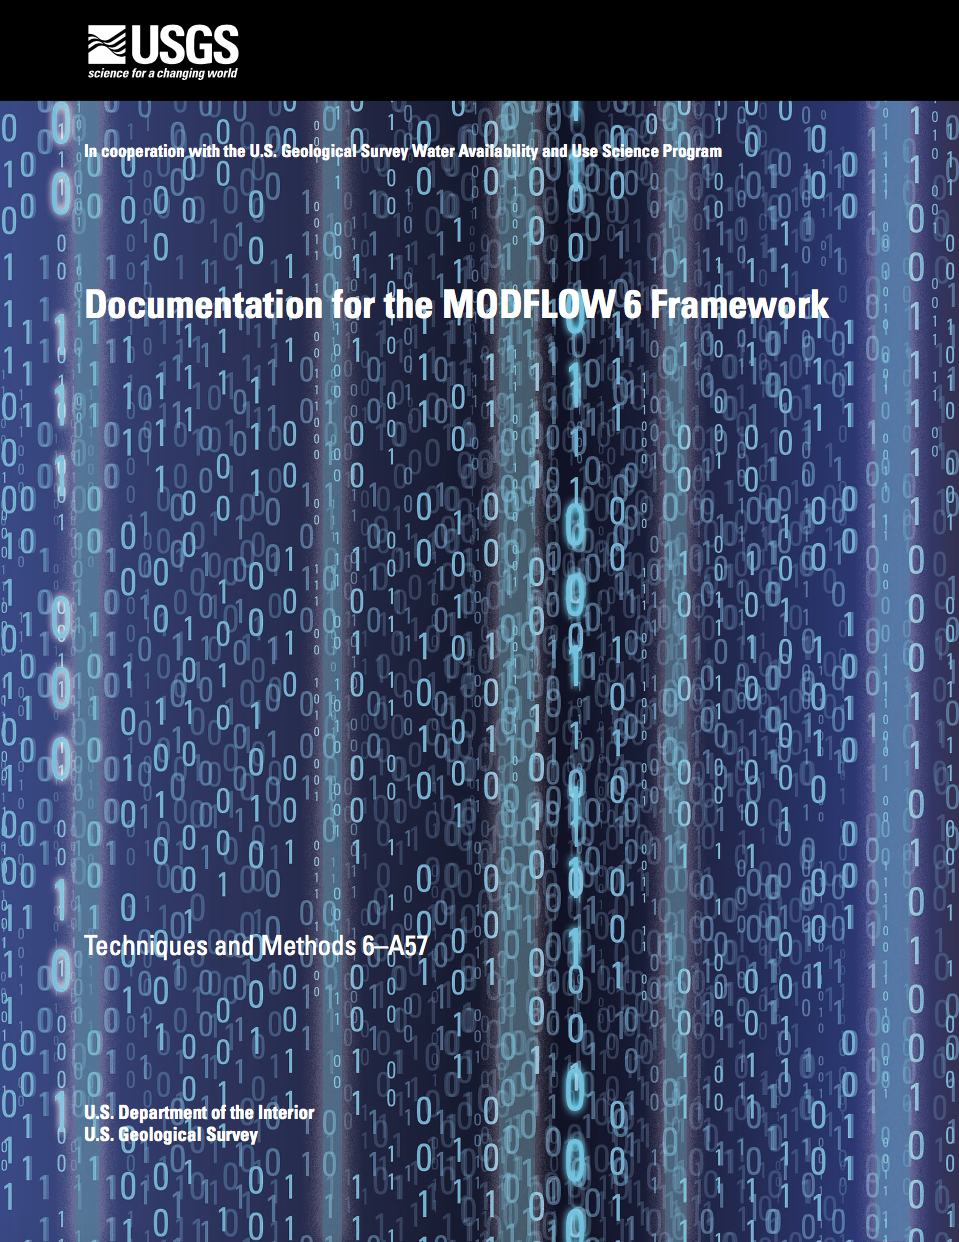 USGS
science for a changing world
In cooperation with the U.S. Geological Survey Water Availability and Use Science Program
Documentation for the MODFLOW 6 Framework
Techniques and Methods 6–A57
U.S. Department of the Interior
U.S. Geological Survey